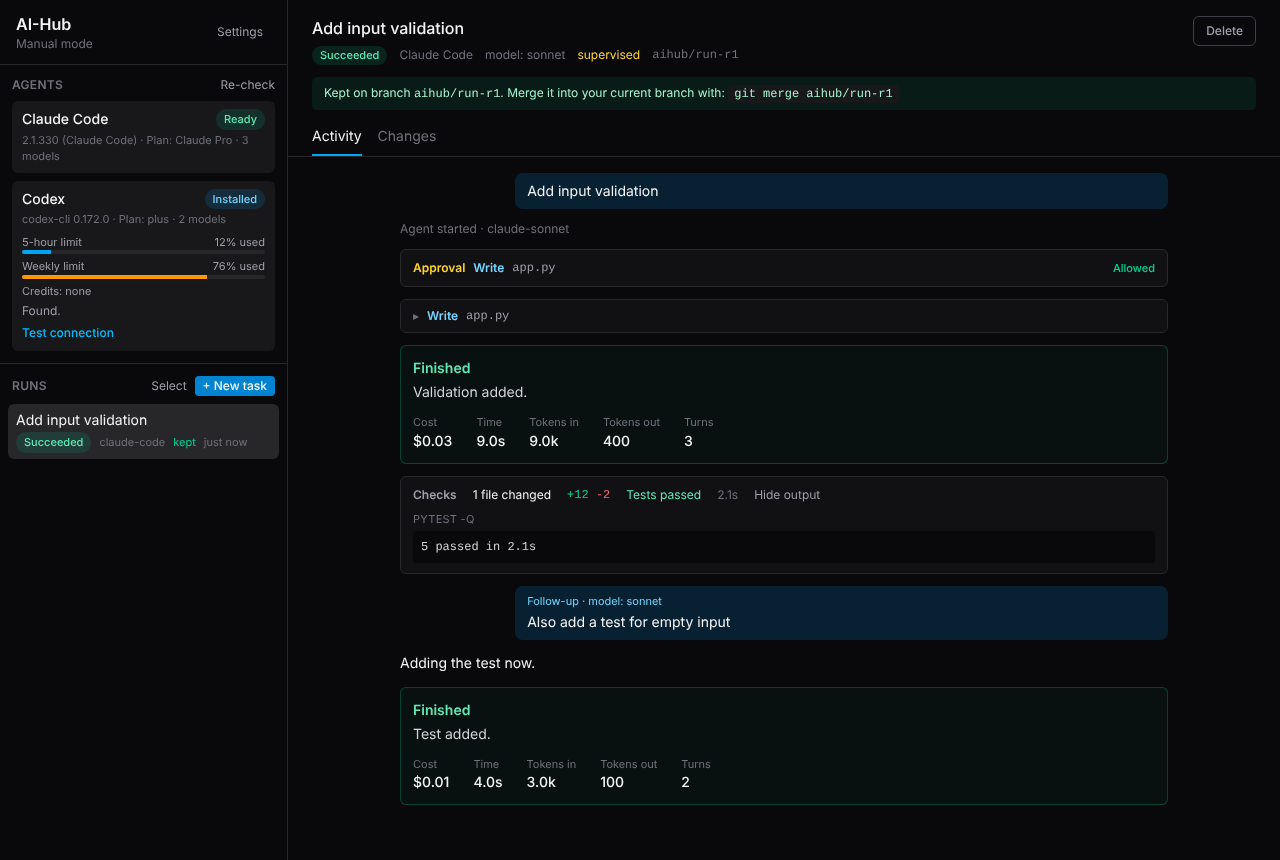 AI-Hub
Manual mode
Settings
AGENTS
Re-check
Claude Code
Ready
2.1.330 (Claude Code) · Plan: Claude Pro · 3
models
Codex
Installed
codex-cli 0.172.0 · Plan: plus · 2 models
5-hour limit
12% used
Weekly limit
76% used
Credits: none
Found.
Test connection
RUNS
Select
+ New task
Add input validation
Succeeded claude-code kept just now
Add input validation
Delete
Succeeded Claude Code model: sonnet supervised aihub/run-r1
Kept on branch aihub/run-r1. Merge it into your current branch with: git merge aihub/run-r1
Activity Changes
Add input validation
Agent started · claude-sonnet
Approval Write app.py Allowed
▸ Write app.py
Finished
Validation added.
Cost Time Tokens in Tokens out Turns
$0.03 9.0s 9.0k 400 3
Checks 1 file changed +12 -2 Tests passed 2.1s Hide output
PYTEST -Q
5 passed in 2.1s
Follow-up · model: sonnet
Also add a test for empty input
Adding the test now.
Finished
Test added.
Cost Time Tokens in Tokens out Turns
$0.01 4.0s 3.0k 100 2